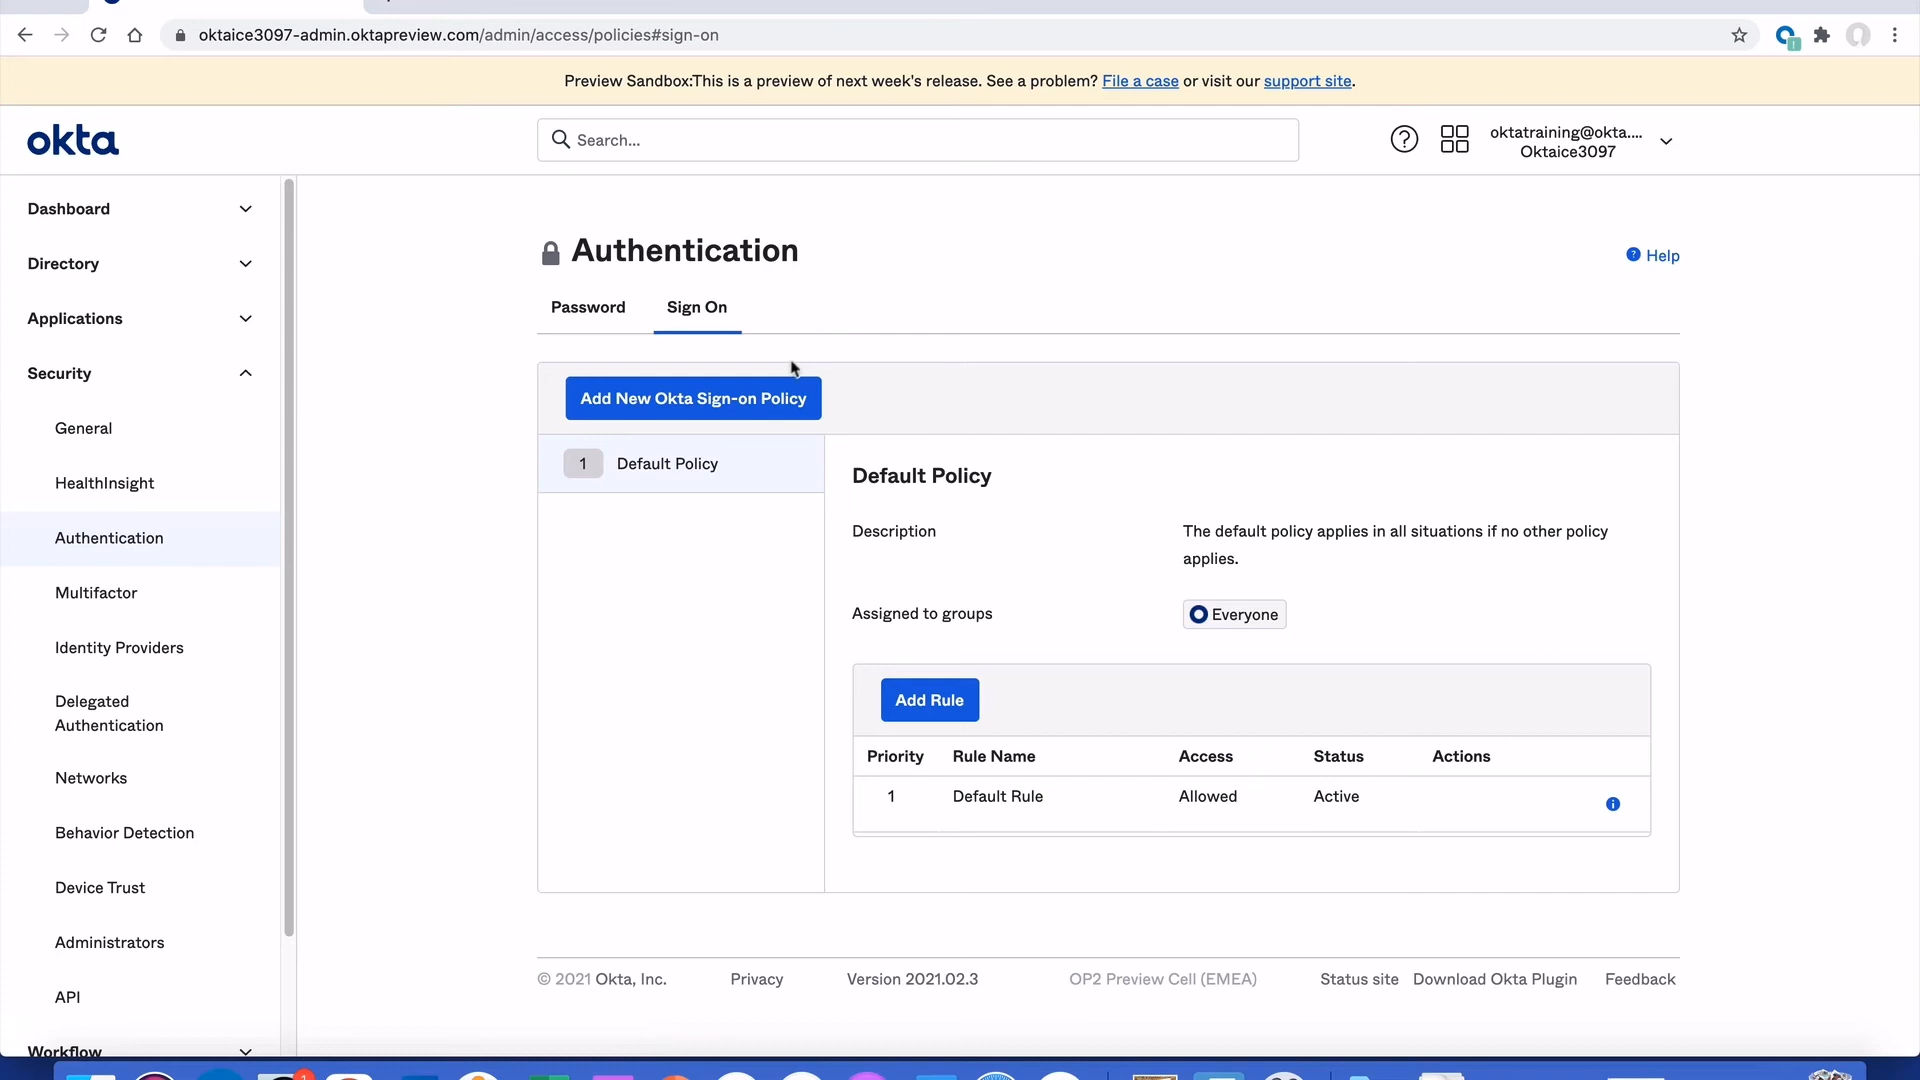 oktaice3097-admin.oktapreview.com/admin/access/policies#sign-on
Preview Sandbox:This is a preview of next week's release. See a problem? File a case or visit our support site.
okta
Search...
oktatraining@okta....
Oktaice3097
Dashboard
Directory
Applications
Security
General
HealthInsight
Authentication
Multifactor
Identity Providers
Delegated
Authentication
Networks
Behavior Detection
Device Trust
Administrators
API
Workflow
Authentication
Help
Password Sign On
Add New Okta Sign-on Policy
1 Default Policy
Default Policy
Description The default policy applies in all situations if no other policy
applies.
Assigned to groups Everyone
Add Rule
Priority Rule Name Access Status Actions
1 Default Rule Allowed Active
© 2021 Okta, Inc. Privacy Version 2021.02.3 OP2 Preview Cell (EMEA) Status site Download Okta Plugin Feedback
1